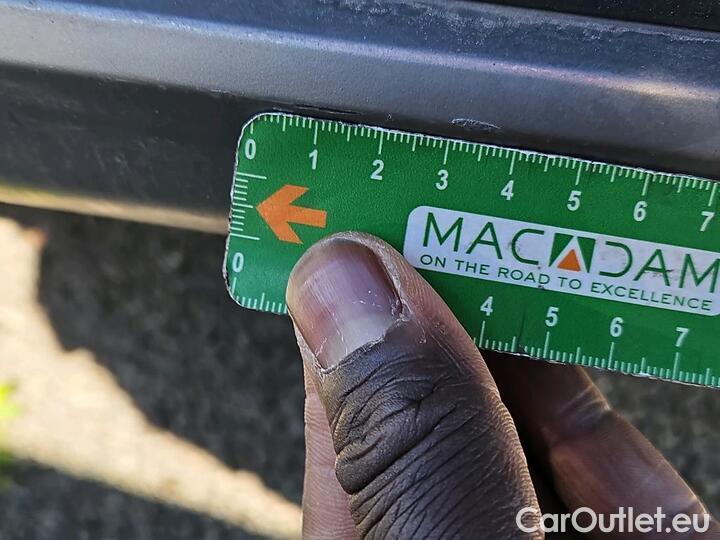 0 1 2 3 4 5 6 7
MACADAM
ON THE ROAD TO EXCELLENCE
0 4 5 6 7
CarOutlet.eu